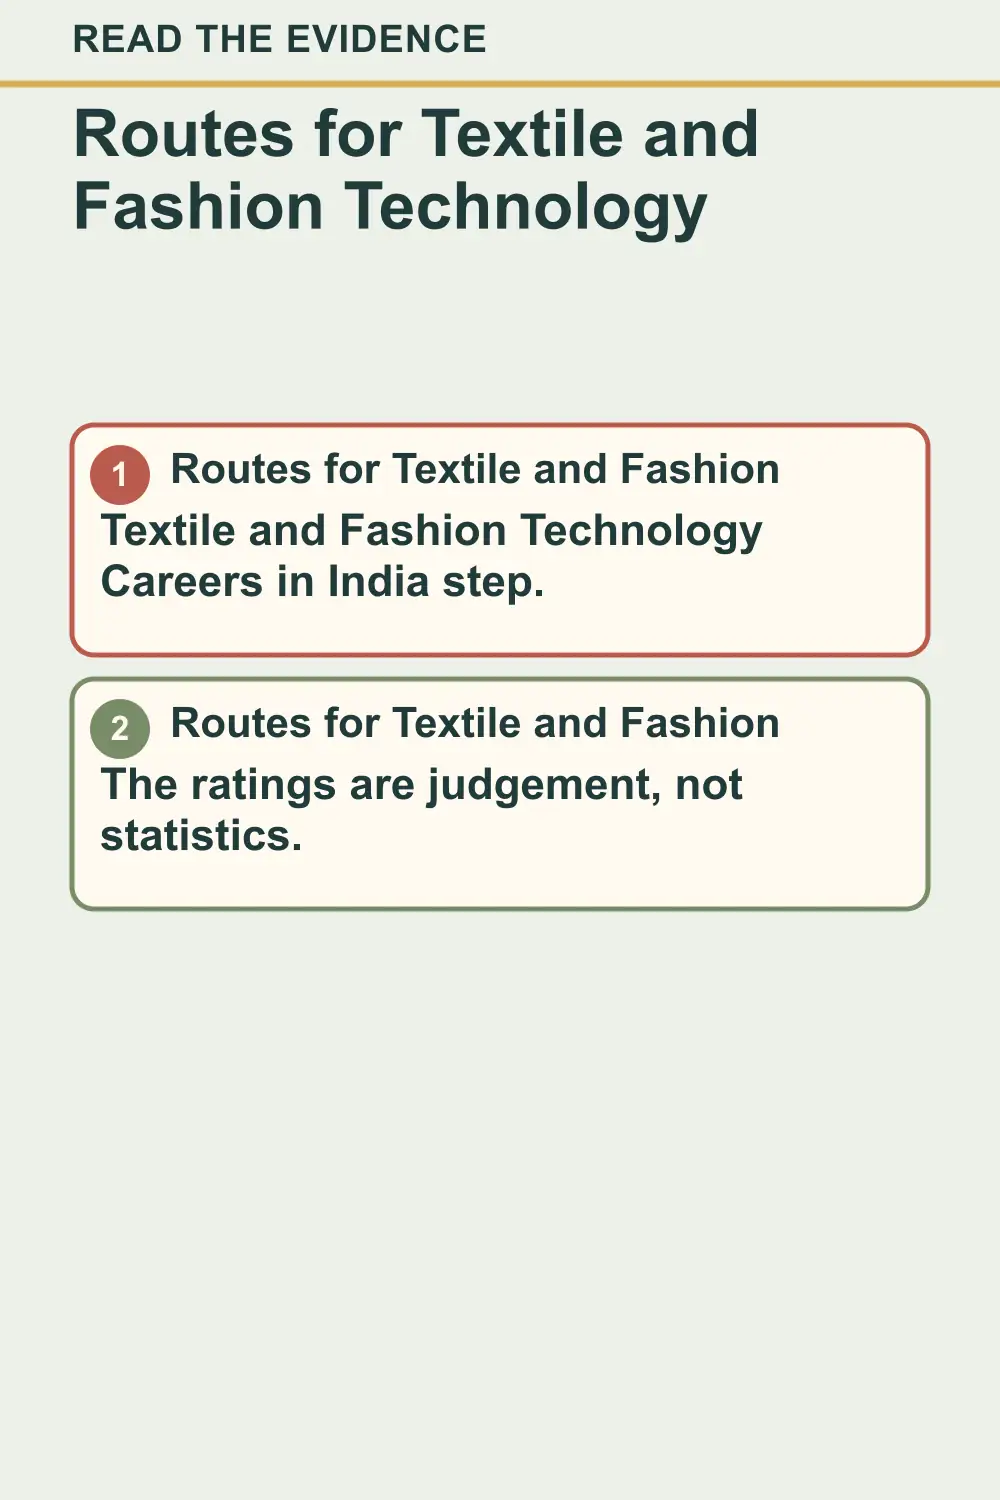 READ THE EVIDENCE
Routes for Textile and
Fashion Technology
1 Routes for Textile and Fashion
Textile and Fashion Technology
Careers in India step.
2 Routes for Textile and Fashion
The ratings are judgement, not
statistics.